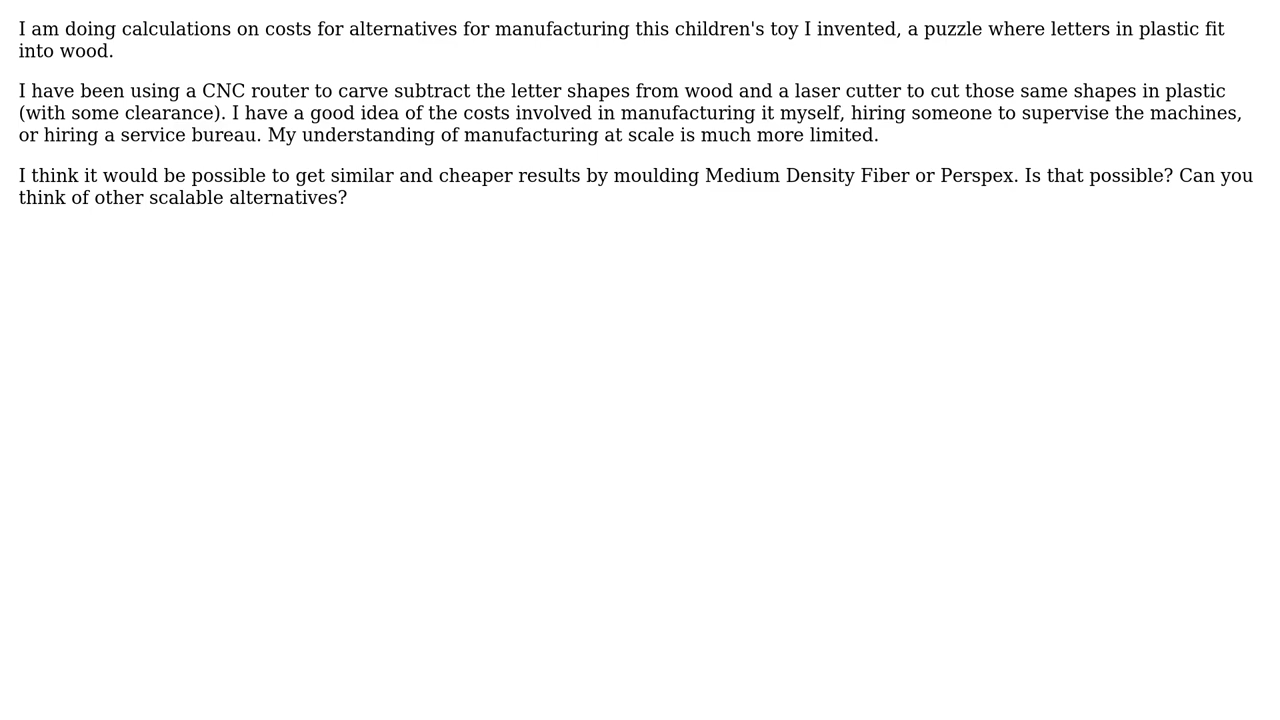 I am doing calculations on costs for alternatives for manufacturing this children's toy I invented, a puzzle where letters in plastic fit
into wood.
I have been using a CNC router to carve subtract the letter shapes from wood and a laser cutter to cut those same shapes in plastic
(with some clearance). I have a good idea of the costs involved in manufacturing it myself, hiring someone to supervise the machines,
or hiring a service bureau. My understanding of manufacturing at scale is much more limited.
I think it would be possible to get similar and cheaper results by moulding Medium Density Fiber or Perspex. Is that possible? Can you
think of other scalable alternatives?